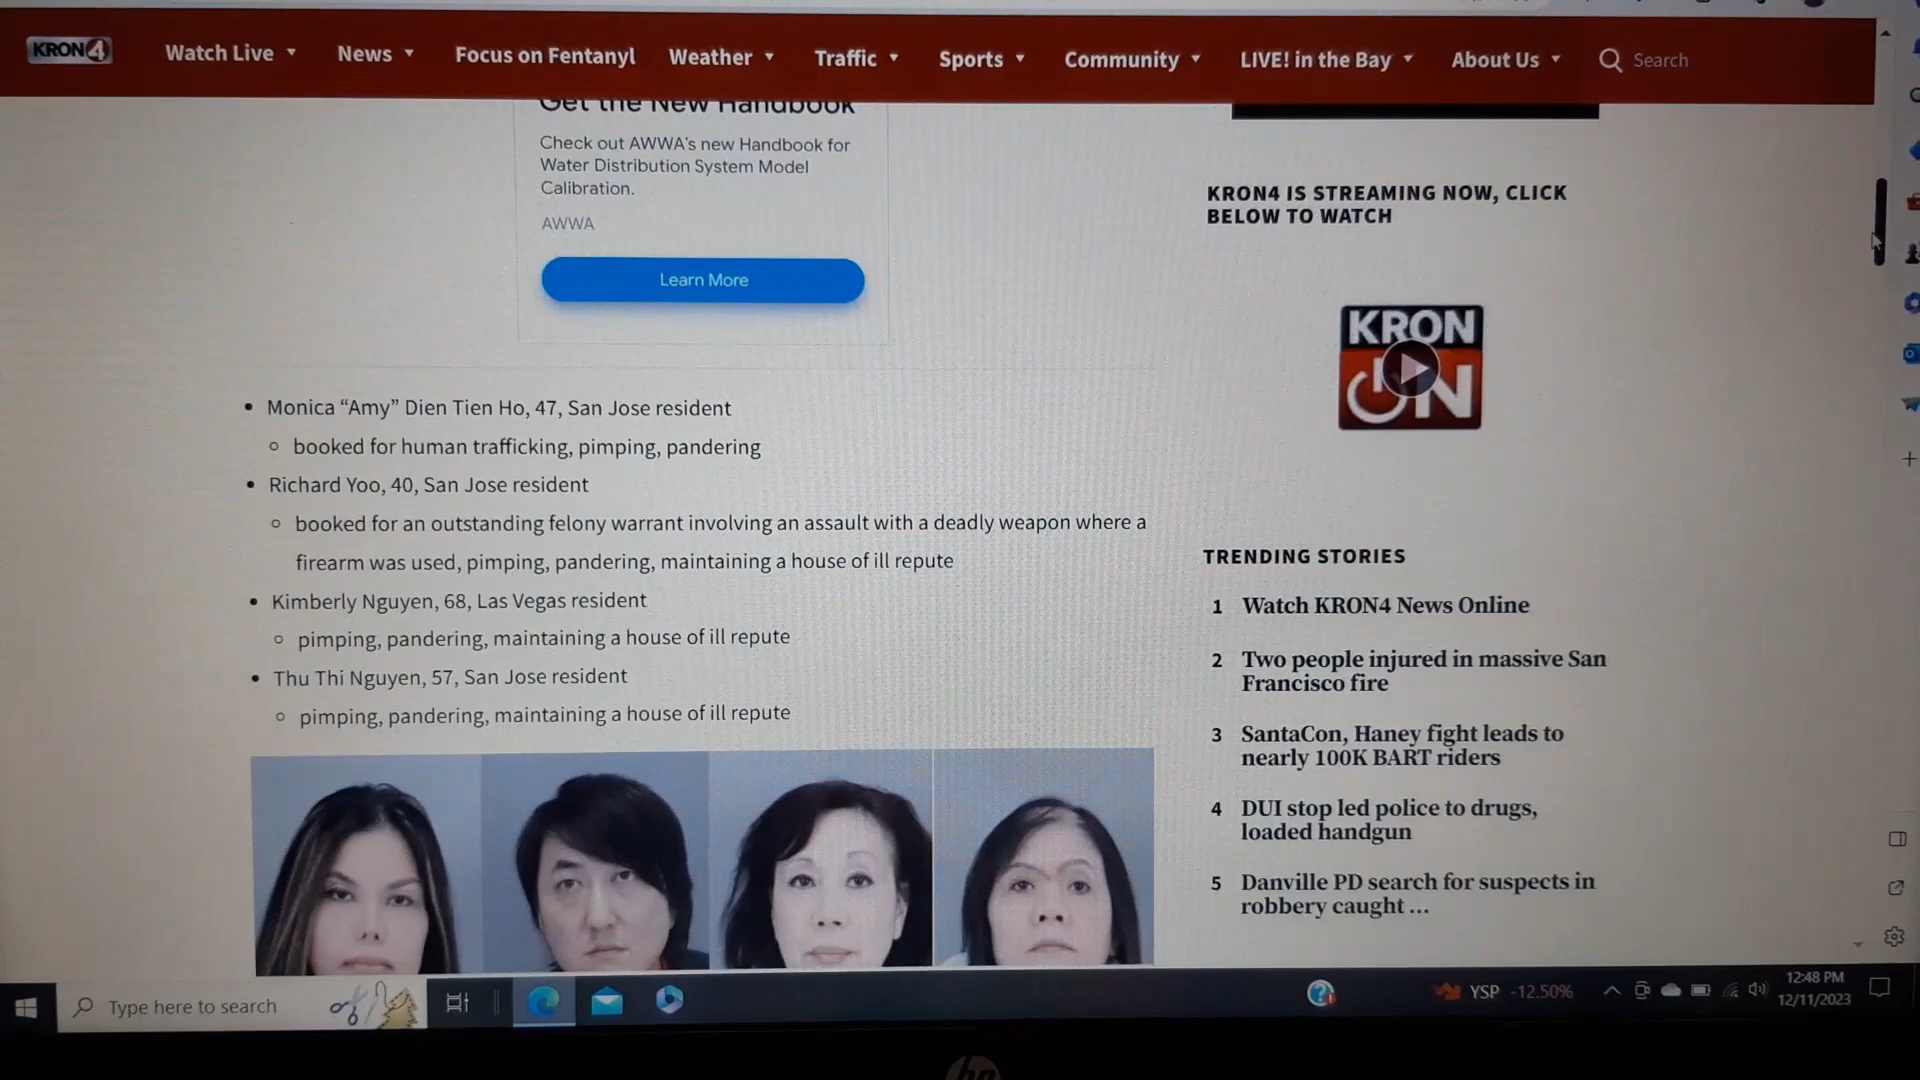 KRON4
Watch Live
News
Focus on Fentanyl
Weather
Traffic
Sports
Community
LIVE! in the Bay
About Us
Search
Get the New Handbook
Check out AWWA's new Handbook for
Water Distribution System Model
Calibration.
AWWA
Learn More
KRON4 IS STREAMING NOW, CLICK
BELOW TO WATCH
KRON
ON
Monica “Amy” Dien Tien Ho, 47, San Jose resident
booked for human trafficking, pimping, pandering
Richard Yoo, 40, San Jose resident
booked for an outstanding felony warrant involving an assault with a deadly weapon where a
firearm was used, pimping, pandering, maintaining a house of ill repute
Kimberly Nguyen, 68, Las Vegas resident
pimping, pandering, maintaining a house of ill repute
Thu Thi Nguyen, 57, San Jose resident
pimping, pandering, maintaining a house of ill repute
TRENDING STORIES
1 Watch KRON4 News Online
2 Two people injured in massive San
Francisco fire
3 SantaCon, Haney fight leads to
nearly 100K BART riders
4 DUI stop led police to drugs,
loaded handgun
5 Danville PD search for suspects in
robbery caught ...
Type here to search
YSP -12.50%
12:48 PM
12/11/2023
hp